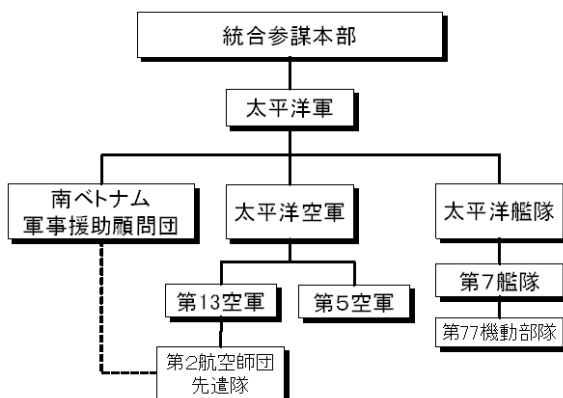 統合参謀本部
太平洋軍
南ベトナム
軍事援助顧問団
太平洋空軍
太平洋艦隊
第13空軍
第5空軍
第7艦隊
第77機動部隊
第2航空師団
先遣隊